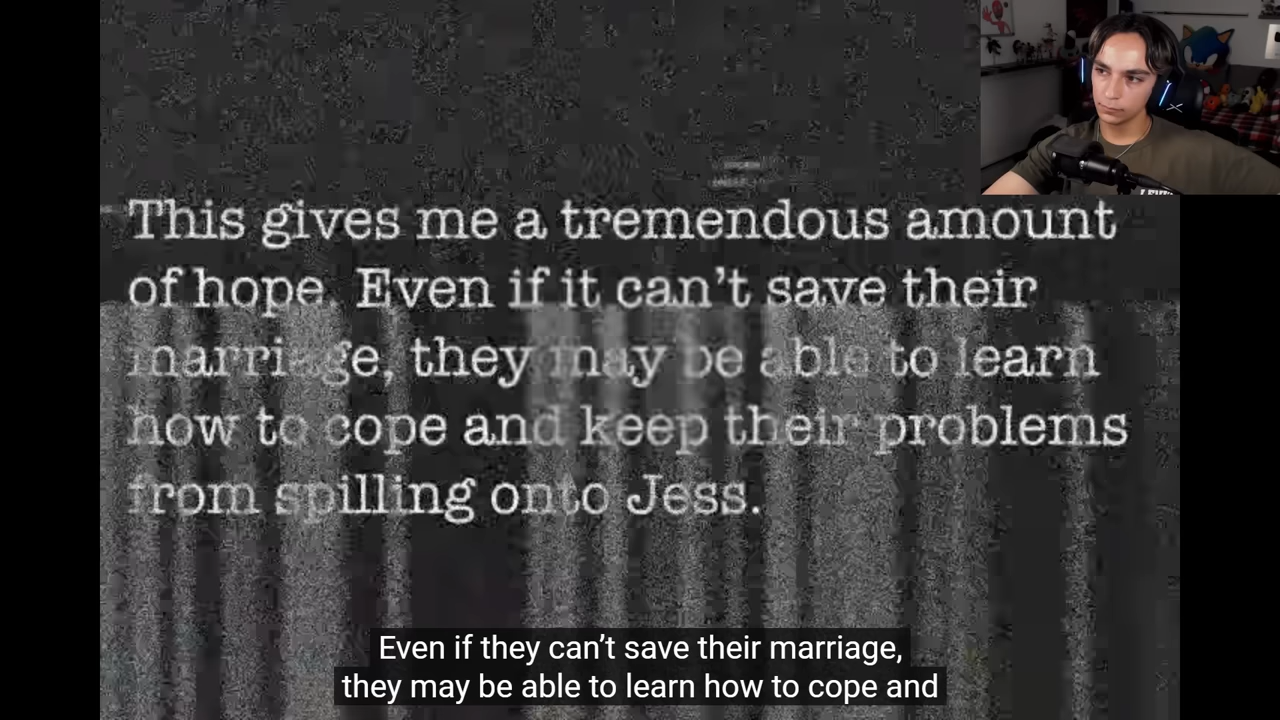 This gives me a tremendous amount
of hope. Even if it can't save their
marriage, they may be able to learn
how to cope and keep their problems
from spilling onto Jess.
Even if they can't save their marriage,
they may be able to learn how to cope and